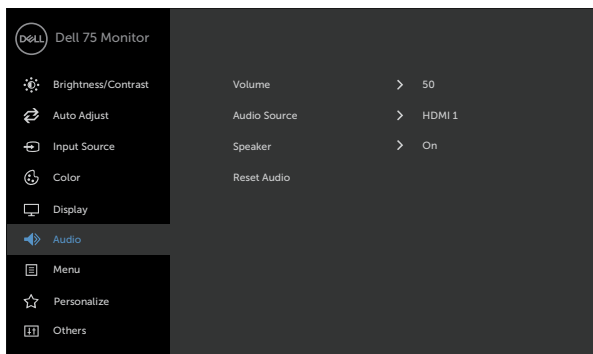 DELL Dell 75 Monitor
Brightness/Contrast
Auto Adjust
Input Source
Color
Display
Audio
Menu
Personalize
Others
Volume 50
Audio Source HDMI 1
Speaker On
Reset Audio